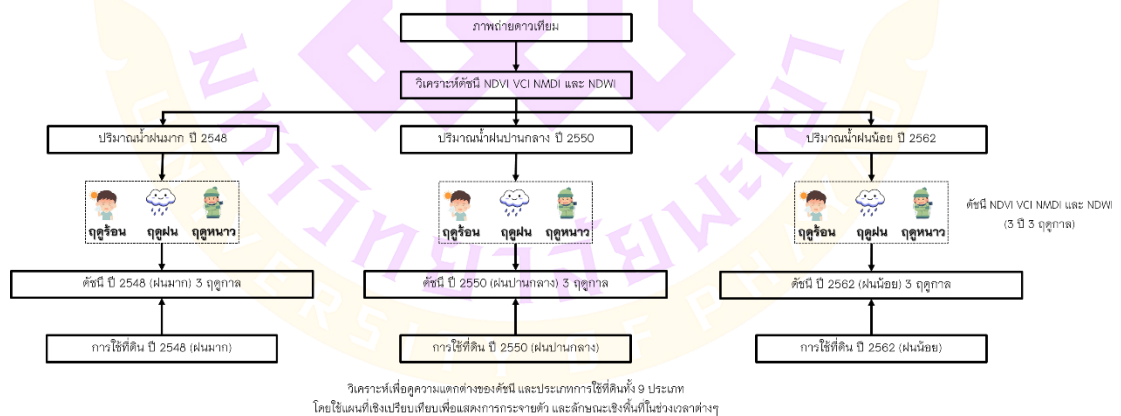 ภาพถ่ายดาวเทียม
วิเคราะห์ดัชนี NDVI VCI NMDI และ NDWI
ปริมาณน้ำฝนมาก ปี 2548
ปริมาณน้ำฝนปานกลาง ปี 2550
ปริมาณน้ำฝนน้อย ปี 2562
ฤดูร้อน ฤดูฝน ฤดูหนาว
ฤดูร้อน ฤดูฝน ฤดูหนาว
ฤดูร้อน ฤดูฝน ฤดูหนาว
ดัชนี NDVI VCI NMDI และ NDWI
(3 ปี 3 ฤดูกาล)
ดัชนี ปี 2548 (ฝนมาก) 3 ฤดูกาล
ดัชนี ปี 2550 (ฝนปานกลาง) 3 ฤดูกาล
ดัชนี ปี 2562 (ฝนน้อย) 3 ฤดูกาล
การใช้ที่ดิน ปี 2548 (ฝนมาก)
การใช้ที่ดิน ปี 2550 (ฝนปานกลาง)
การใช้ที่ดิน ปี 2562 (ฝนน้อย)
วิเคราะห์เพื่อดูความแตกต่างของดัชนี และประเภทการใช้ที่ดินทั้ง 9 ประเภท
โดยใช้แผนที่เชิงเปรียบเทียบเพื่อแสดงการกระจายตัว และลักษณะเชิงพื้นที่ในช่วงเวลาต่างๆ